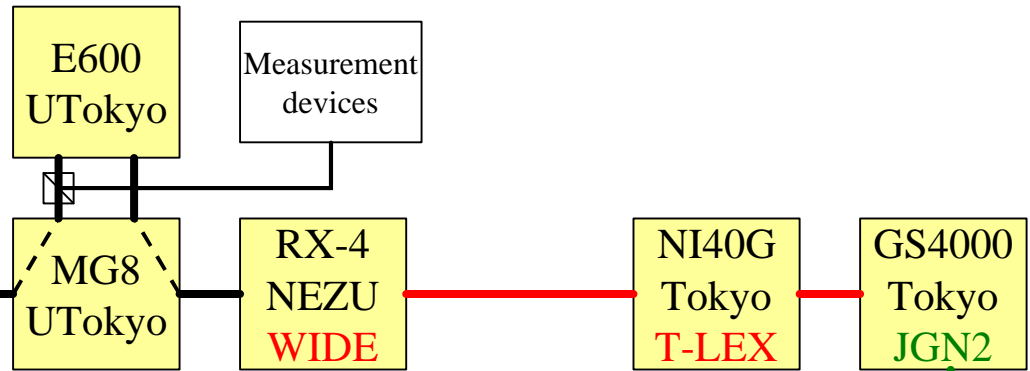 E600
UTokyo
Measurement
devices
MG8
UTokyo
RX-4
NEZU
WIDE
NI40G
Tokyo
T-LEX
GS4000
Tokyo
JGN2